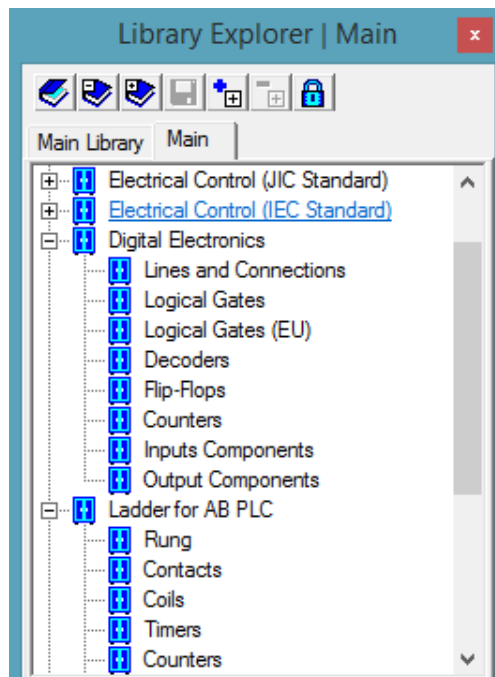 Library Explorer | Main
x
Main Library Main
Electrical Control (JIC Standard)
Electrical Control (IEC Standard)
Digital Electronics
Lines and Connections
Logical Gates
Logical Gates (EU)
Decoders
Flip-Flops
Counters
Inputs Components
Output Components
Ladder for AB PLC
Rung
Contacts
Coils
Timers
Counters